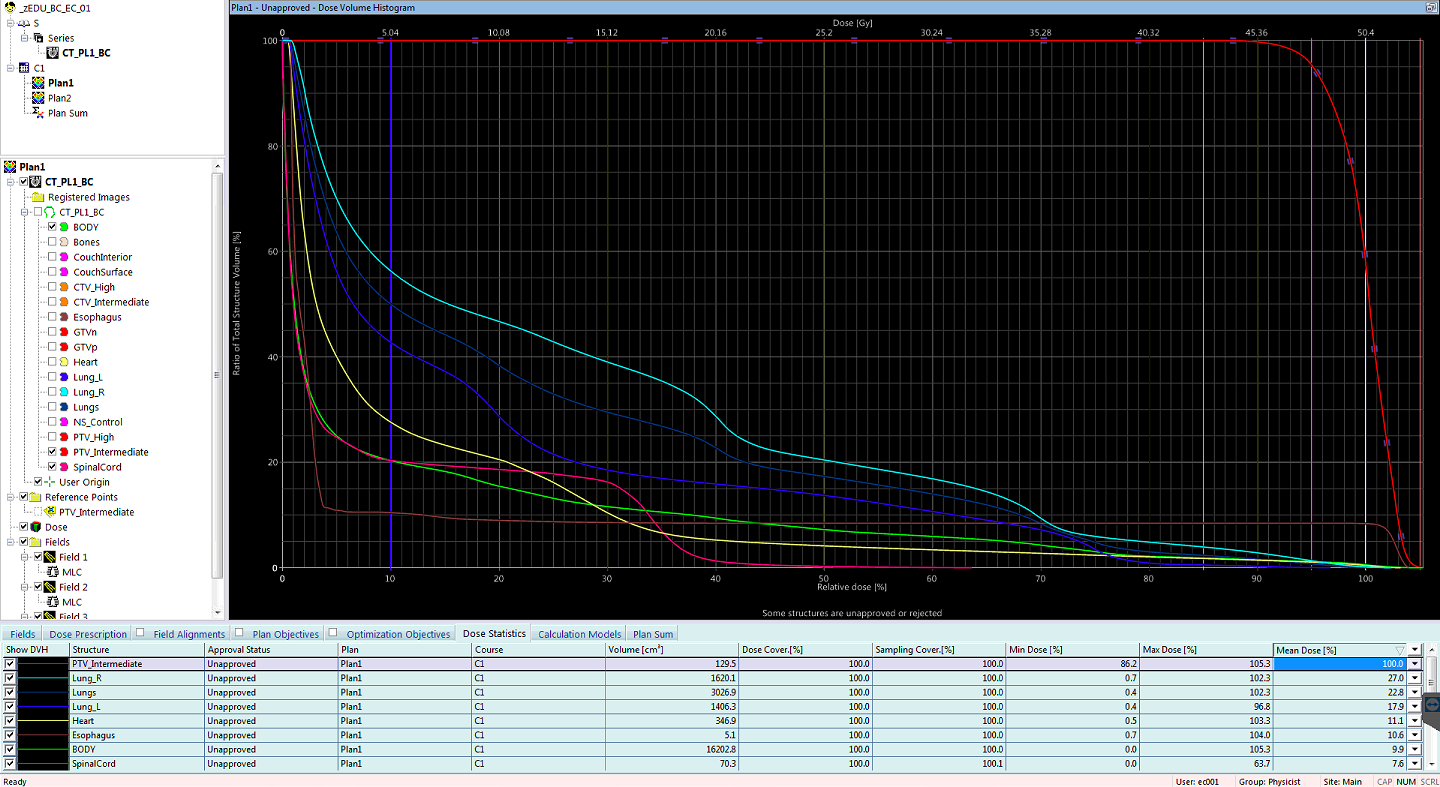 _zEDU_BC_EC_01
S
Series
CT_PL1_BC
C1
Plan1
Plan2
Plan Sum
Plan1
CT_PL1_BC
Registered Images
CT_PL1_BC
BODY
Bones
CouchInterior
CouchSurface
CTV_High
CTV_Intermediate
Esophagus
GTVn
GTVp
Heart
Lung_L
Lung_R
Lungs
NS_Control
PTV_High
PTV_Intermediate
SpinalCord
User Origin
Reference Points
PTV_Intermediate
Dose
Fields
Field 1
MLC
Field 2
MLC
Field 3
Plan1 - Unapproved - Dose Volume Histogram
Dose [Gy]
0 5.04 10.08 15.12 20.16 25.2 30.24 35.28 40.32 45.36 50.4
100
80
60
40
20
0
Ratio of Total Structure Volume [%]
0 10 20 30 40 50 60 70 80 90 100
Relative dose [%]
Some structures are unapproved or rejected
Fields Dose Prescription Field Alignments Plan Objectives Optimization Objectives Dose Statistics Calculation Models Plan Sum
Show DVH Structure Approval Status Plan Course Volume [cm³] Dose Cover.[%] Sampling Cover.[%] Min Dose [%] Max Dose [%] Mean Dose [%]
PTV_Intermediate Unapproved Plan1 C1 129.5 100.0 100.0 86.2 105.3 100.0
Lung_R Unapproved Plan1 C1 1620.1 100.0 100.0 0.7 102.3 27.0
Lungs Unapproved Plan1 C1 3026.9 100.0 100.0 0.4 102.3 22.8
Lung_L Unapproved Plan1 C1 1406.3 100.0 100.0 0.4 96.8 17.9
Heart Unapproved Plan1 C1 346.9 100.0 100.0 0.5 103.3 11.1
Esophagus Unapproved Plan1 C1 5.1 100.0 100.0 0.7 104.0 10.6
BODY Unapproved Plan1 C1 16202.8 100.0 100.0 0.0 105.3 9.9
SpinalCord Unapproved Plan1 C1 70.3 100.0 100.1 0.0 63.7 7.6
Ready User: ec001 Group: Physicist Site: Main CAP NUM SCRL